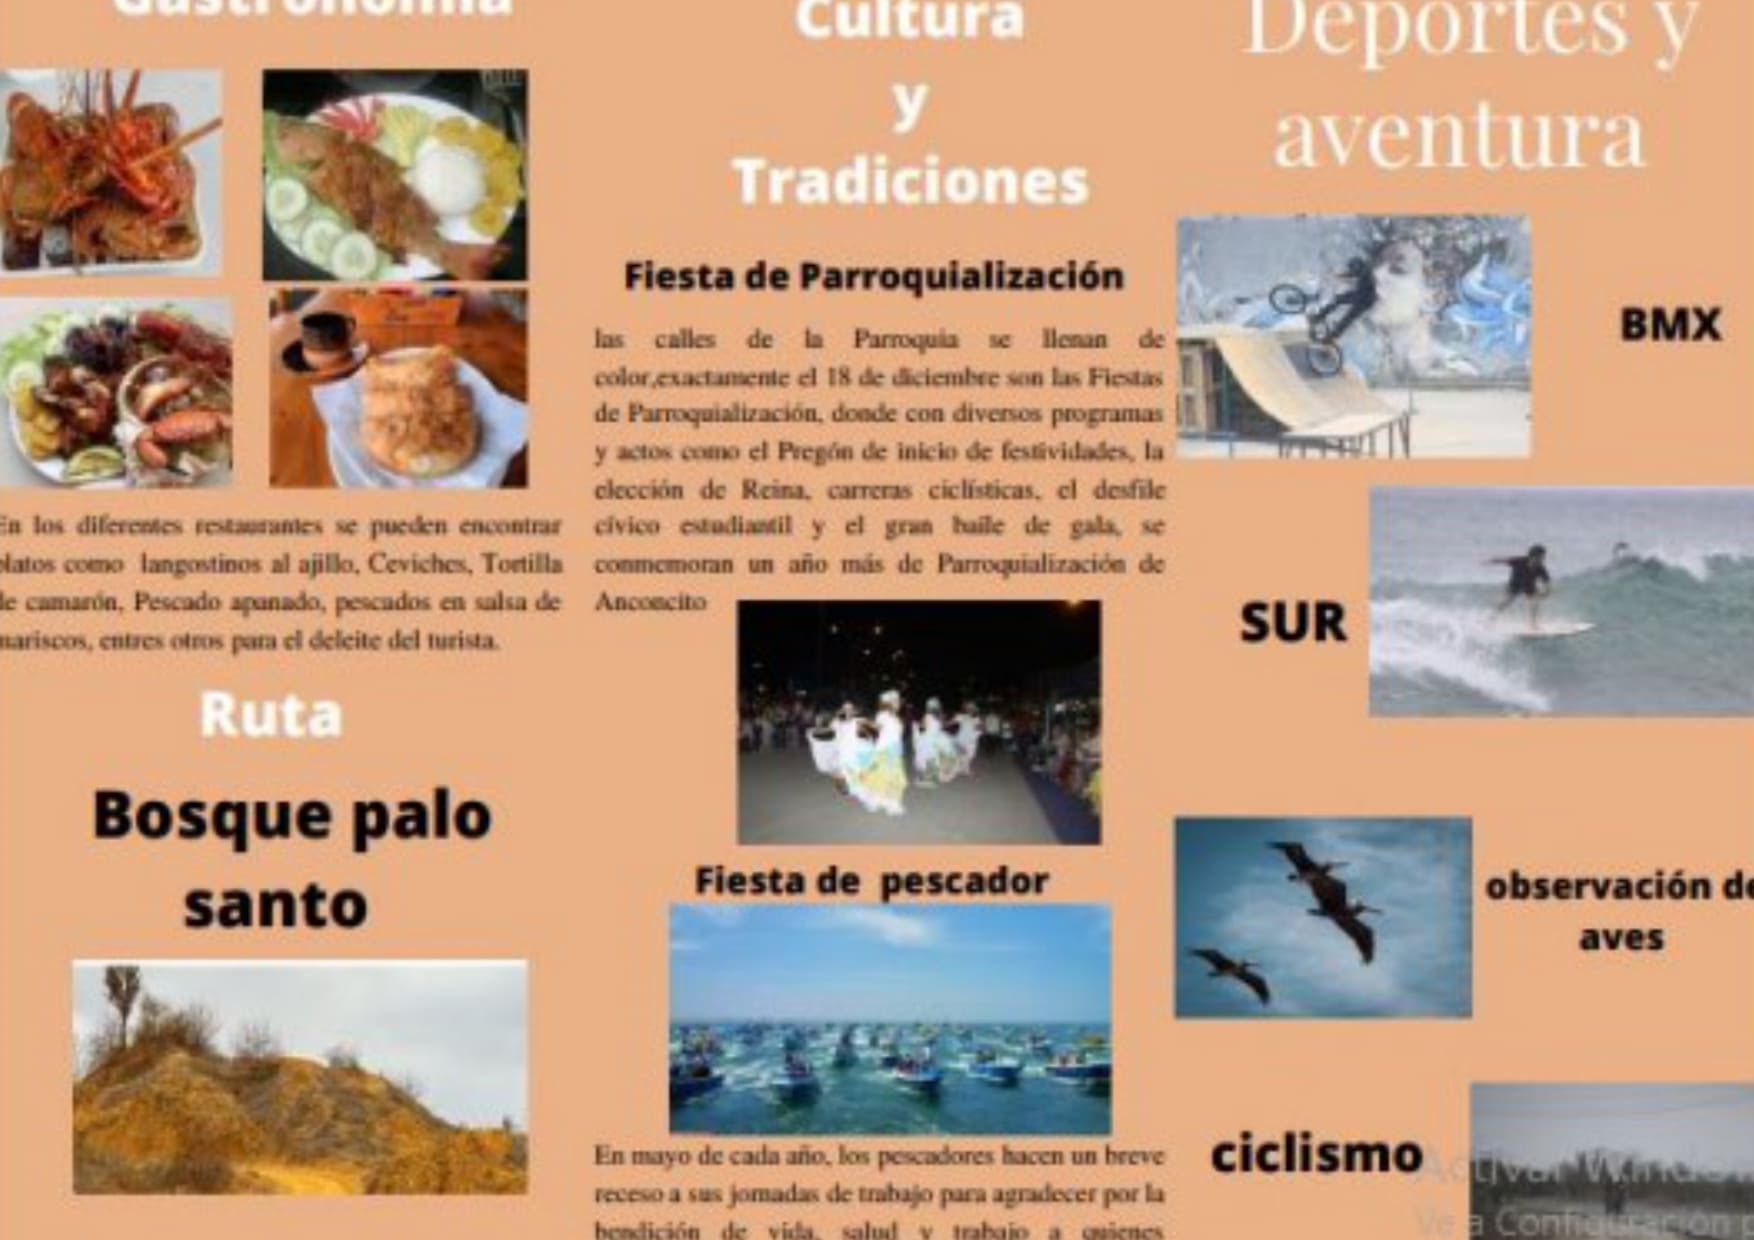 Gastronomía
En los diferentes restaurantes se pueden encontrar
platos como langostinos al ajillo, Ceviches, Tortilla
de camarón, Pescado apanado, pescados en salsa de
mariscos, entres otros para el deleite del turista.
Ruta
Bosque palo
santo
Cultura
y
Tradiciones
Fiesta de Parroquialización
las calles de la Parroquia se llenan de
color,exactamente el 18 de diciembre son las Fiestas
de Parroquialización, donde con diversos programas
y actos como el Pregón de inicio de festividades, la
elección de Reina, carreras ciclísticas, el desfile
cívico estudiantil y el gran baile de gala, se
conmemoran un año más de Parroquialización de
Anconcito
Fiesta de pescador
En mayo de cada año, los pescadores hacen un breve
receso a sus jornadas de trabajo para agradecer por la
bendición de vida, salud y trabajo a quienes
Deportes y
aventura
BMX
SUR
observación de
aves
ciclismo
Activar Windows
Ve a Configuración p